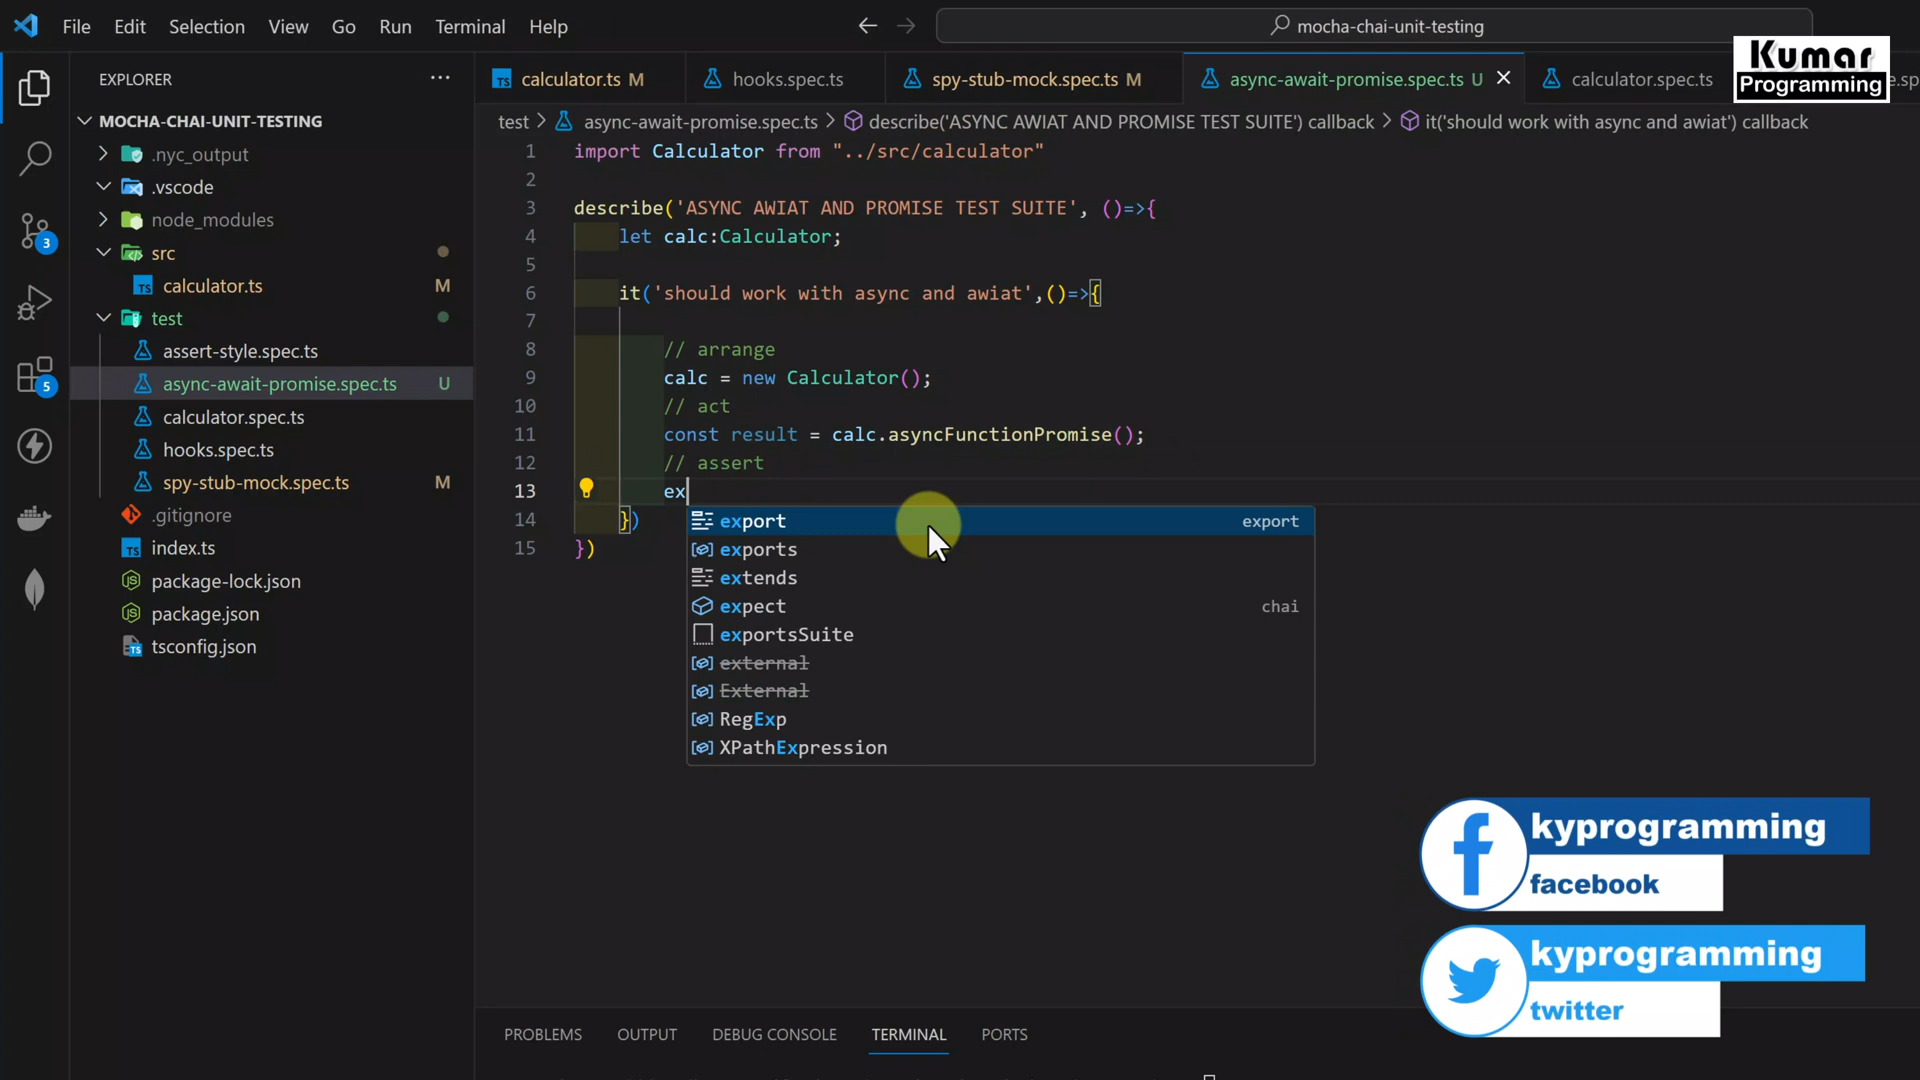 File Edit Selection View Go Run Terminal Help
mocha-chai-unit-testing
Kumar
Programming
EXPLORER
MOCHA-CHAI-UNIT-TESTING
.nyc_output
.vscode
node_modules
src
calculator.ts M
test
assert-style.spec.ts
async-await-promise.spec.ts U
calculator.spec.ts
hooks.spec.ts
spy-stub-mock.spec.ts M
.gitignore
index.ts
package-lock.json
package.json
tsconfig.json
3
5
calculator.ts M hooks.spec.ts spy-stub-mock.spec.ts M async-await-promise.spec.ts U calculator.spec.ts e.sp
test > async-await-promise.spec.ts > describe('ASYNC AWIAT AND PROMISE TEST SUITE') callback > it('should work with async and awiat') callback
1 import Calculator from "../src/calculator"
2
3 describe('ASYNC AWIAT AND PROMISE TEST SUITE', ()=>{
4 let calc:Calculator;
5
6 it('should work with async and awiat',()=>{
7
8 // arrange
9 calc = new Calculator();
10 // act
11 const result = calc.asyncFunctionPromise();
12 // assert
13 ex
14 })
15 })
export export
exports
extends
expect chai
exportsSuite
external
External
RegExp
XPathExpression
kyprogramming
facebook
kyprogramming
twitter
PROBLEMS OUTPUT DEBUG CONSOLE TERMINAL PORTS